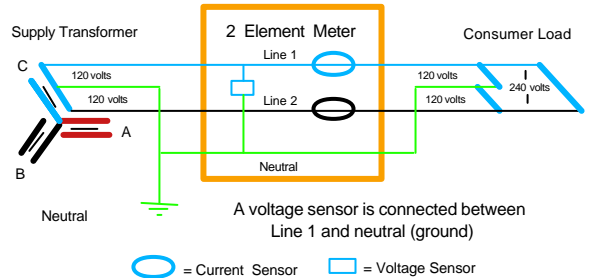 Supply Transformer
2 Element Meter
Consumer Load
Line 1
C
120 volts
120 volts
240 volts
120 volts
Line 2
120 volts
A
B
Neutral
Neutral
A voltage sensor is connected between
Line 1 and neutral (ground)
= Current Sensor
= Voltage Sensor